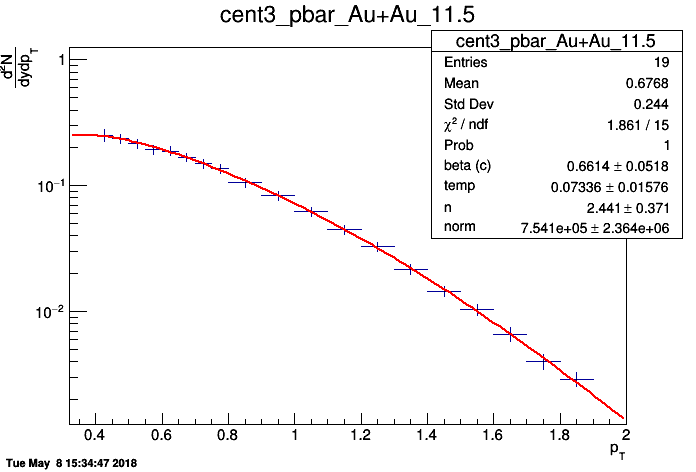 cent3_pbar_Au+Au_11.5
d²N
dydp_T
cent3_pbar_Au+Au_11.5
Entries 19
Mean 0.6768
Std Dev 0.244
χ² / ndf 1.861 / 15
Prob 1
beta (c) 0.6614 ± 0.0518
temp 0.07336 ± 0.01576
n 2.441 ± 0.371
norm 7.541e+05 ± 2.364e+06
1
10⁻¹
10⁻²
0.4 0.6 0.8 1 1.2 1.4 1.6 1.8 2
p_T
Tue May 8 15:34:47 2018